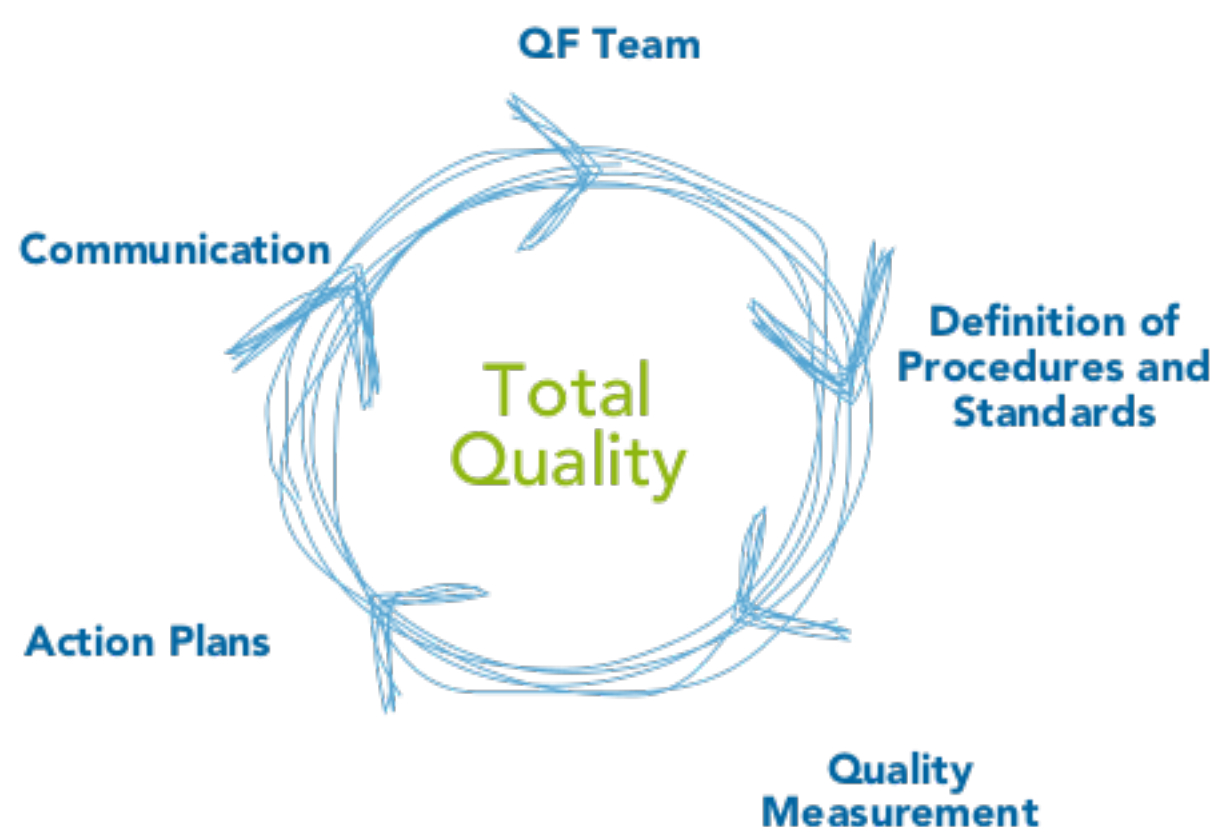 QF Team
Communication
Definition of
Procedures and
Standards
Total
Quality
Action Plans
Quality
Measurement